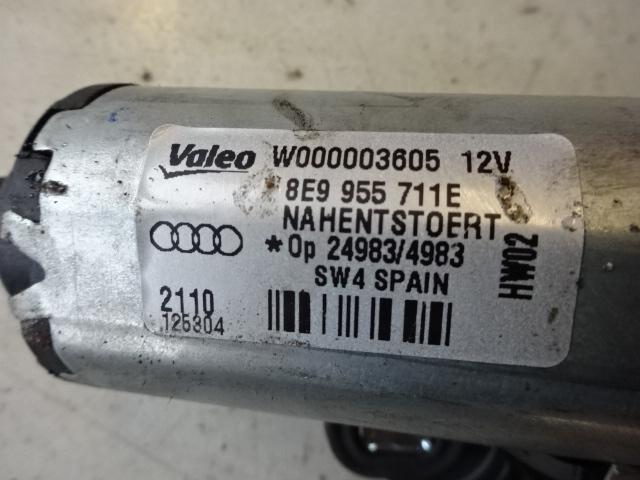 Valeo W000003605 12V
8E9 955 711E
NAHENTSTOERT
*Op 24983/4983
SW4 SPAIN
HW02
2110
125304